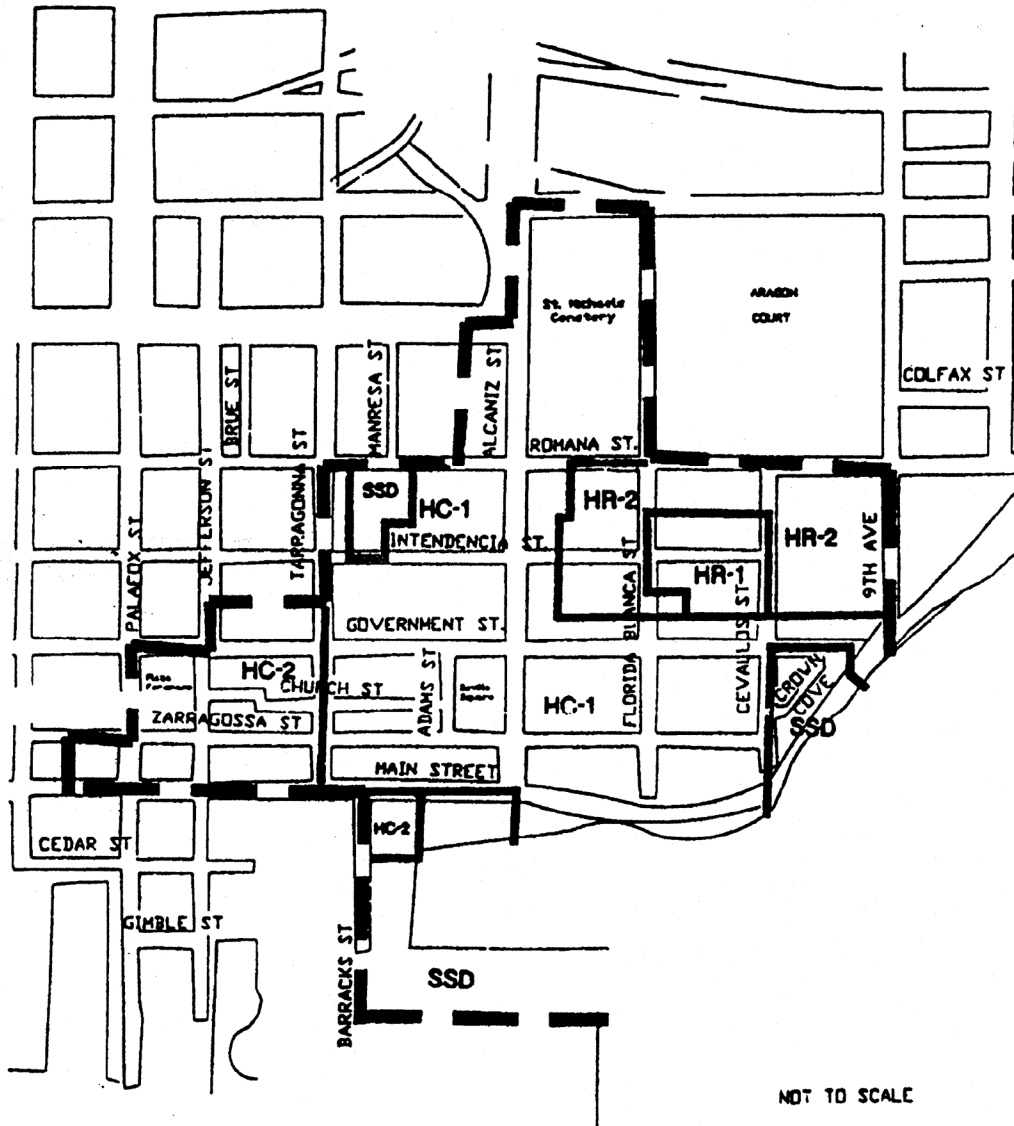 St. Michaels
Cemetery
ARAGON
COURT
COLFAX ST
BRUE ST
MANRESA ST
ALCANIZ ST
ROMANA ST.
JEFFERSON ST
TARRAGONNA ST
SSD
HC-1
HR-2
HR-2
INTENDENCIA ST.
HR-1
9TH AVE
PALAFOX ST
FLORIDA BLANCA ST
CEVALLOS ST
GOVERNMENT ST.
HC-2
CHURCH ST
ADAMS ST
Seville
Square
HC-1
CROWN
COVE
SSD
ZARRAGOSSA ST
MAIN STREET
HC-2
CEDAR ST
GIMBLE ST
BARRACKS ST
SSD
NOT TO SCALE